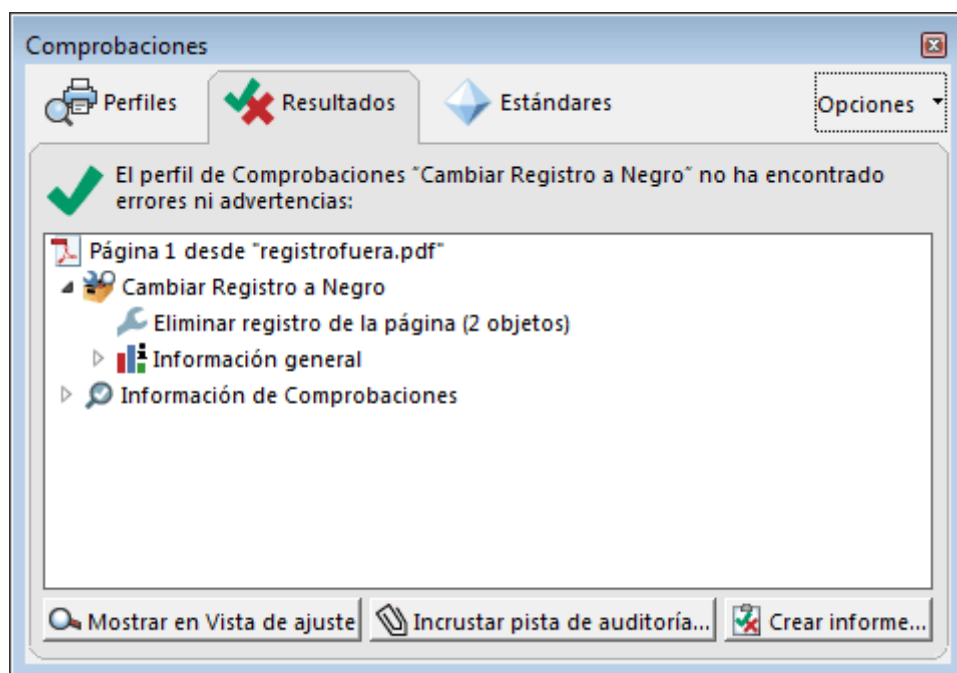 Comprobaciones
Perfiles
Resultados
Estándares
Opciones
El perfil de Comprobaciones "Cambiar Registro a Negro" no ha encontrado
errores ni advertencias:
Página 1 desde "registrofuera.pdf"
Cambiar Registro a Negro
Eliminar registro de la página (2 objetos)
Información general
Información de Comprobaciones
Mostrar en Vista de ajuste
Incrustar pista de auditoría...
Crear informe...